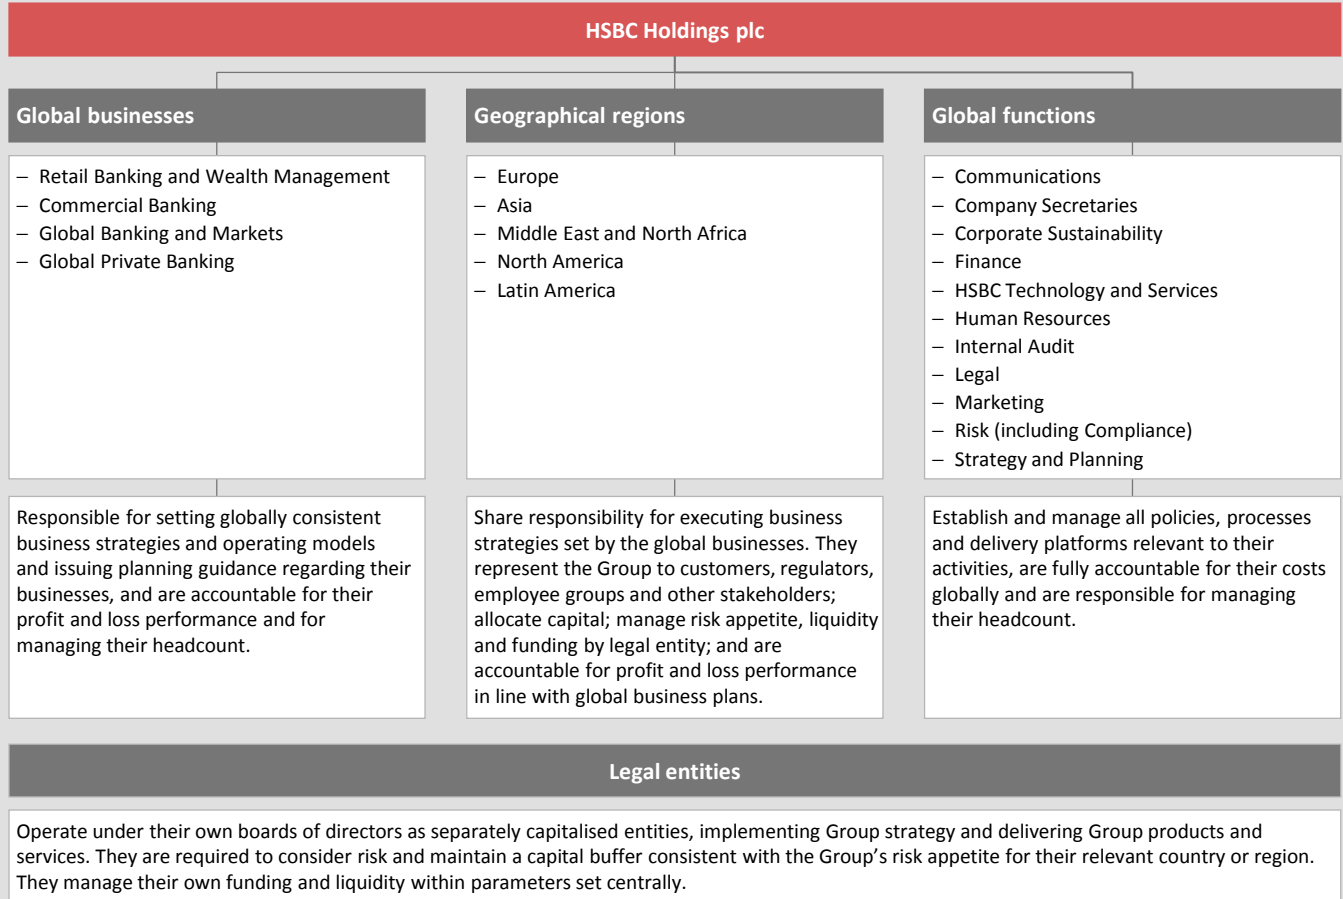 HSBC Holdings plc
Global businesses
– Retail Banking and Wealth Management
– Commercial Banking
– Global Banking and Markets
– Global Private Banking
Responsible for setting globally consistent
business strategies and operating models
and issuing planning guidance regarding their
businesses, and are accountable for their
profit and loss performance and for
managing their headcount.
Geographical regions
– Europe
– Asia
– Middle East and North Africa
– North America
– Latin America
Share responsibility for executing business
strategies set by the global businesses. They
represent the Group to customers, regulators,
employee groups and other stakeholders;
allocate capital; manage risk appetite, liquidity
and funding by legal entity; and are
accountable for profit and loss performance
in line with global business plans.
Global functions
– Communications
– Company Secretaries
– Corporate Sustainability
– Finance
– HSBC Technology and Services
– Human Resources
– Internal Audit
– Legal
– Marketing
– Risk (including Compliance)
– Strategy and Planning
Establish and manage all policies, processes
and delivery platforms relevant to their
activities, are fully accountable for their costs
globally and are responsible for managing
their headcount.
Legal entities
Operate under their own boards of directors as separately capitalised entities, implementing Group strategy and delivering Group products and
services. They are required to consider risk and maintain a capital buffer consistent with the Group’s risk appetite for their relevant country or region.
They manage their own funding and liquidity within parameters set centrally.